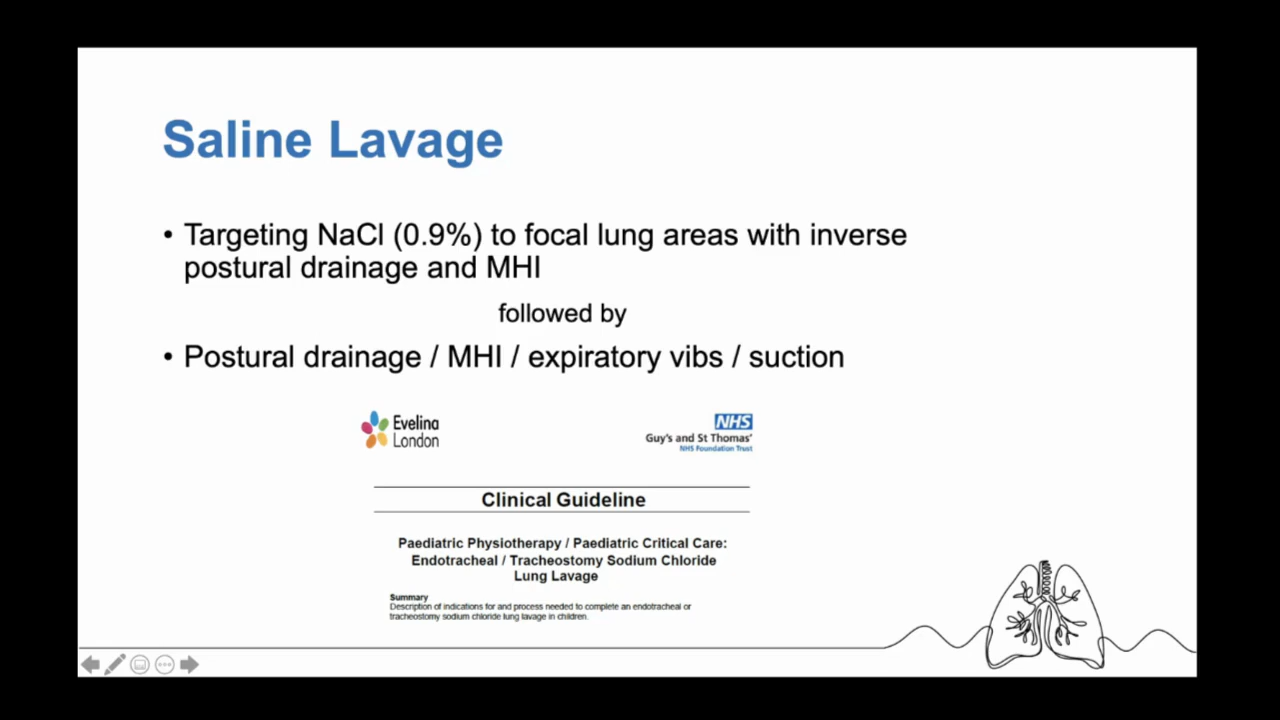 Saline Lavage
• Targeting NaCl (0.9%) to focal lung areas with inverse
postural drainage and MHI
followed by
• Postural drainage / MHI / expiratory vibs / suction
Evelina
London
NHS
Guy's and St Thomas'
NHS Foundation Trust
Clinical Guideline
Paediatric Physiotherapy / Paediatric Critical Care:
Endotracheal / Tracheostomy Sodium Chloride
Lung Lavage
Summary
Description of indications for and process needed to complete an endotracheal or
tracheostomy sodium chloride lung lavage in children.